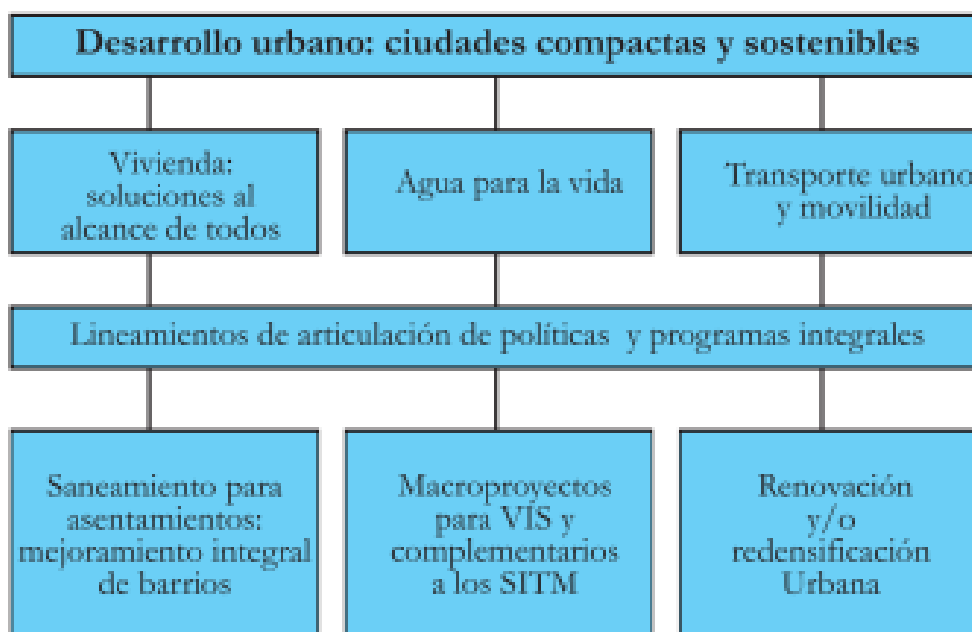 Desarrollo urbano: ciudades compactas y sostenibles
Vivienda:
soluciones al
alcance de todos
Agua para la vida
Transporte urbano
y movilidad
Lineamientos de articulación de políticas y programas integrales
Saneamiento para
asentamientos:
mejoramiento integral
de barrios
Macroproyectos
para VÍS y
complementarios
a los SITM
Renovación
y/o
redensificación
Urbana